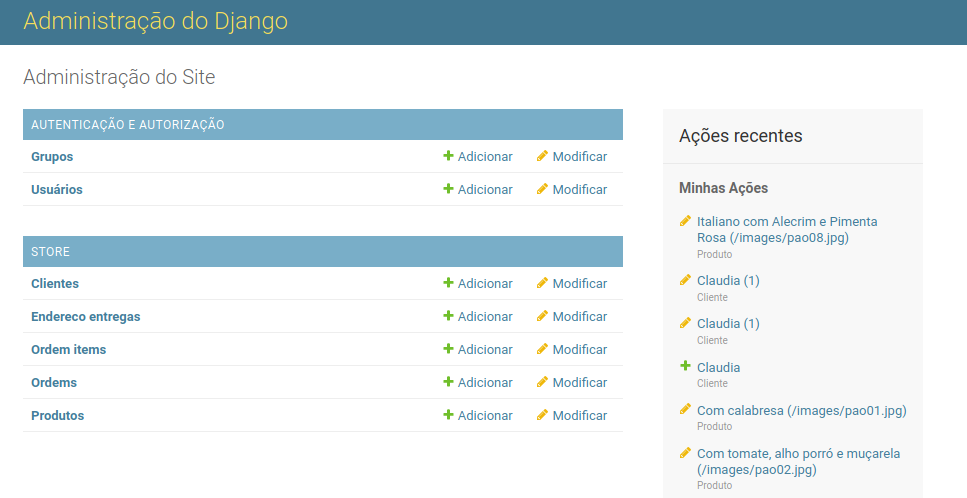 Administração do Django
Administração do Site
AUTENTICAÇÃO E AUTORIZAÇÃO
Grupos Adicionar Modificar
Usuários Adicionar Modificar
STORE
Clientes Adicionar Modificar
Endereco entregas Adicionar Modificar
Ordem items Adicionar Modificar
Ordems Adicionar Modificar
Produtos Adicionar Modificar
Ações recentes
Minhas Ações
Italiano com Alecrim e Pimenta
Rosa (/images/pao08.jpg)
Produto
Claudia (1)
Cliente
Claudia (1)
Cliente
Claudia
Cliente
Com calabresa (/images/pao01.jpg)
Produto
Com tomate, alho porró e muçarela
(/images/pao02.jpg)
Produto